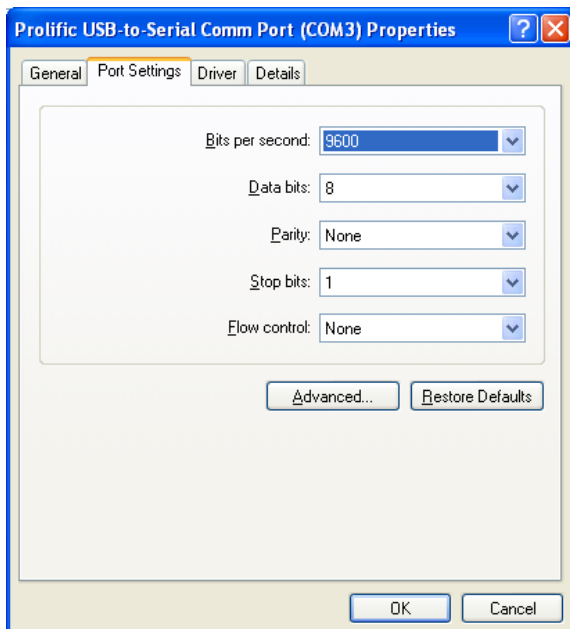 Prolific USB-to-Serial Comm Port (COM3) Properties
General Port Settings Driver Details
Bits per second: 9600
Data bits: 8
Parity: None
Stop bits: 1
Flow control: None
Advanced... Restore Defaults
OK Cancel